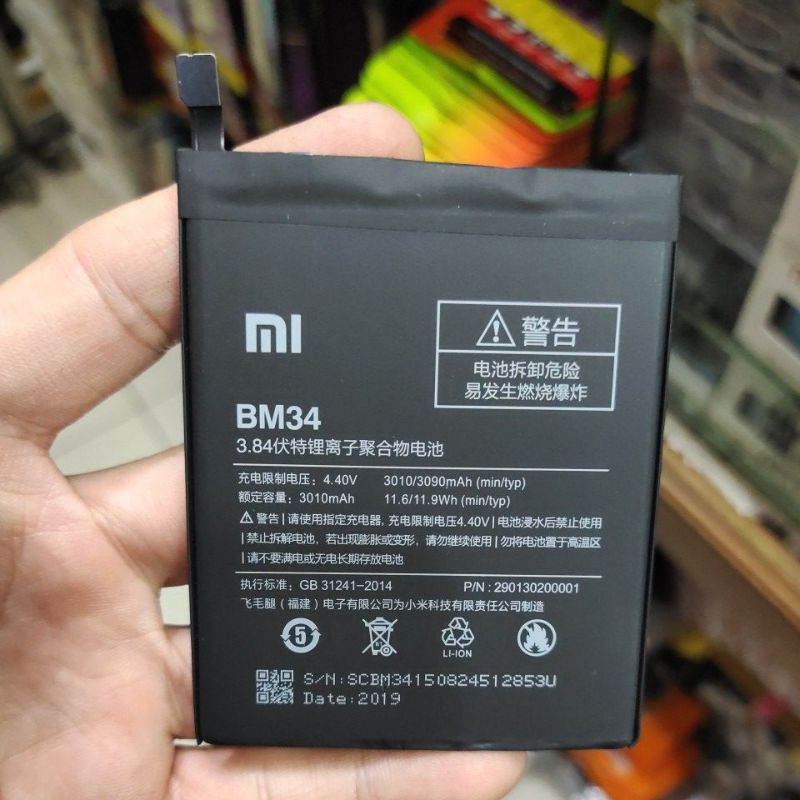 mi
警告
电池拆卸危险
易发生燃烧爆炸
BM34
3.84伏特锂离子聚合物电池
充电限制电压：4.40V 3010/3090mAh (min/typ)
额定容量：3010mAh 11.6/11.9Wh (min/typ)
警告 | 请使用指定充电器, 充电限制电压4.40V | 电池浸水后禁止使用
| 禁止拆解电池，若出现膨胀或变形，请勿继续使用 | 勿将电池置于高温区
| 请不要满电或无电长期存放电池
执行标准：GB 31241-2014 P/N : 290130200001
飞毛腿（福建）电子有限公司为小米科技有限责任公司制造
5
LI-ION
S/N:SCBM34150824512853U
Date:2019